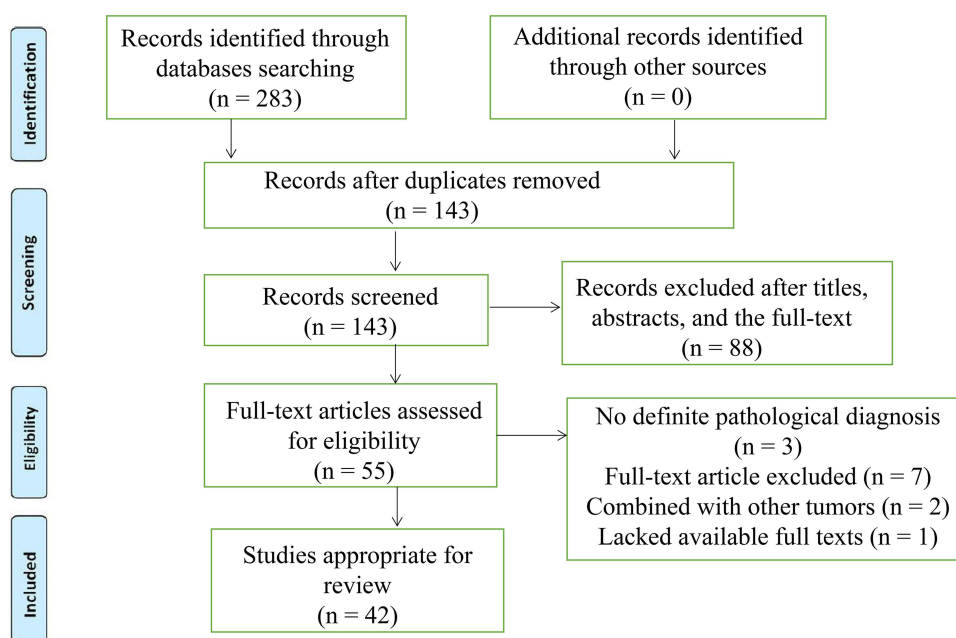 Identification
Records identified through
databases searching
(n = 283)
Additional records identified
through other sources
(n = 0)
Records after duplicates removed
(n = 143)
Screening
Records screened
(n = 143)
Records excluded after titles,
abstracts, and the full-text
(n = 88)
Eligibility
Full-text articles assessed
for eligibility
(n = 55)
No definite pathological diagnosis
(n = 3)
Full-text article excluded (n = 7)
Combined with other tumors (n = 2)
Lacked available full texts (n = 1)
Included
Studies appropriate for
review
(n = 42)